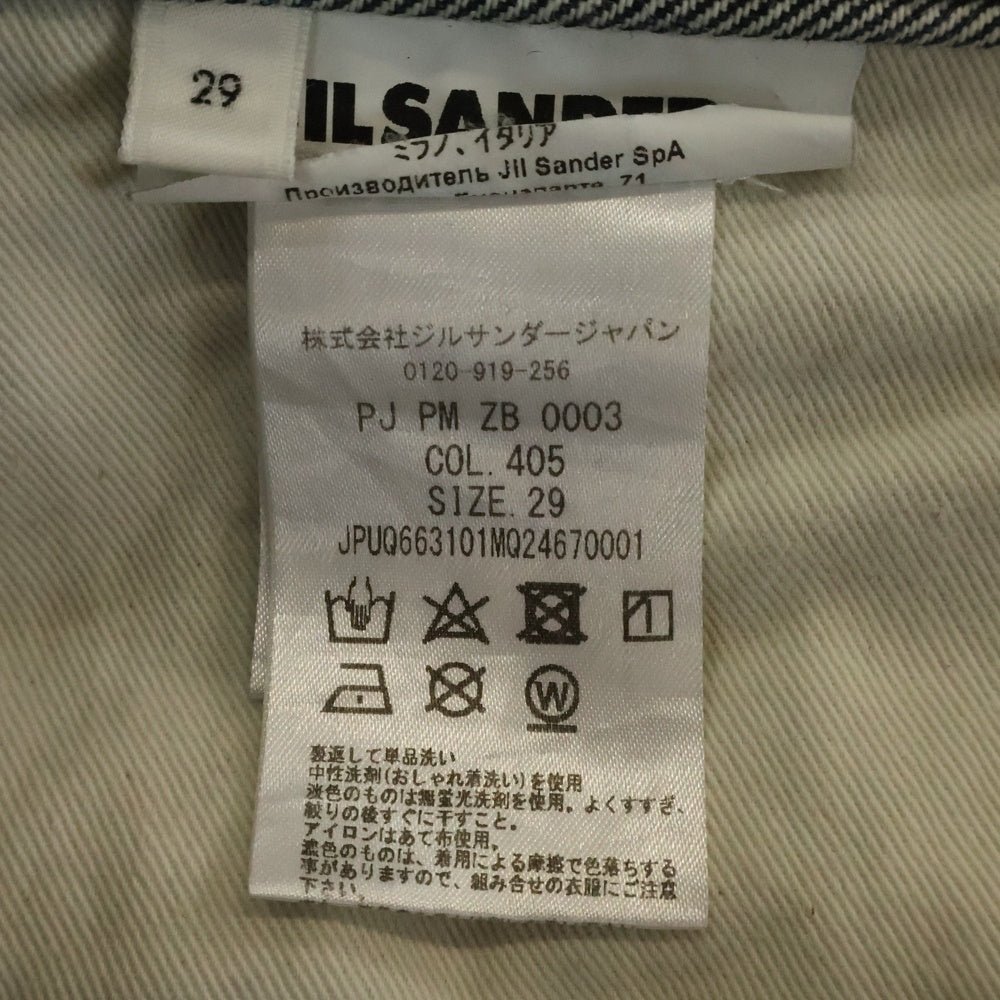 29
JIL SANDER
ミラノ、イタリア
Производитель Jil Sander SpA
71
株式会社ジルサンダージャパン
0120-919-256
PJ PM ZB 0003
COL. 405
SIZE. 29
JPUQ663101MQ24670001
W
裏返して単品洗い
中性洗剤(おしゃれ着洗い)を使用
淡色のものは無蛍光洗剤を使用。よくすすぎ、
絞りの後すぐに干すこと。
アイロンはあて布使用。
濃色のものは、着用による摩擦で色落ちする
事がありますので、組み合せの衣服にご注意
下さい。